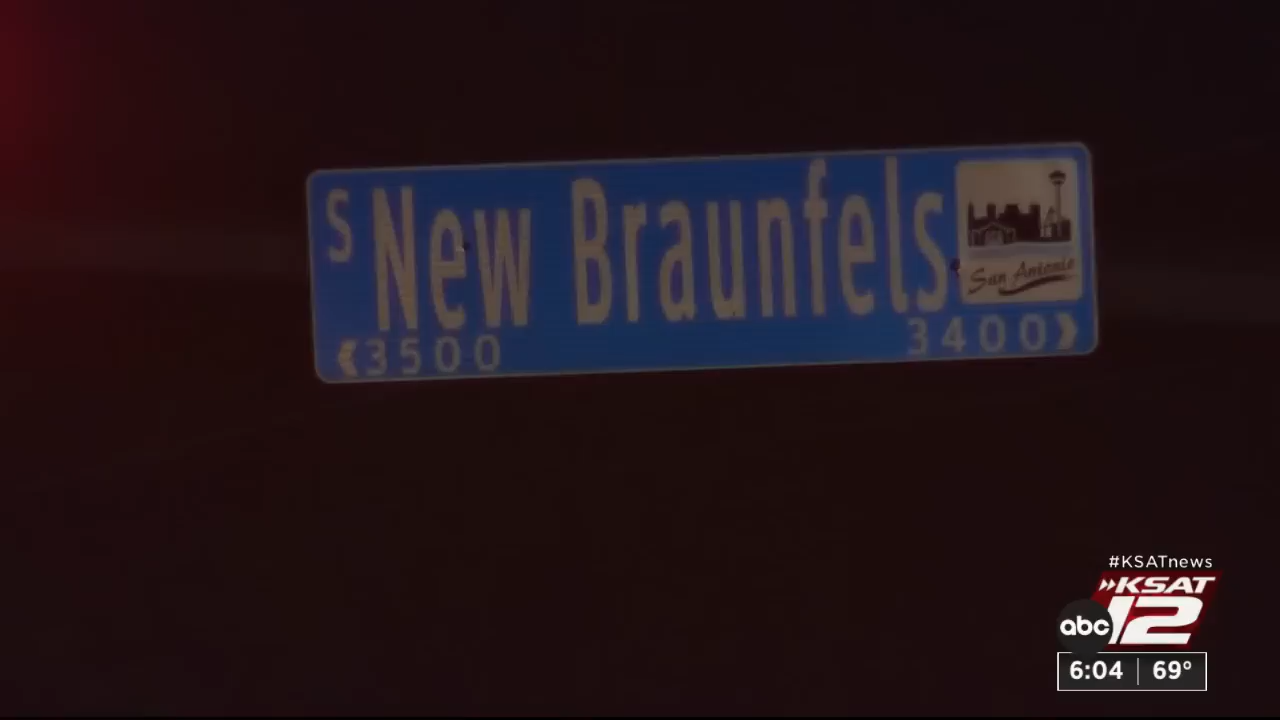 S New Braunfels
San Antonio
3500
3400
#KSATnews
KSAT
abc 12
6:04 69°